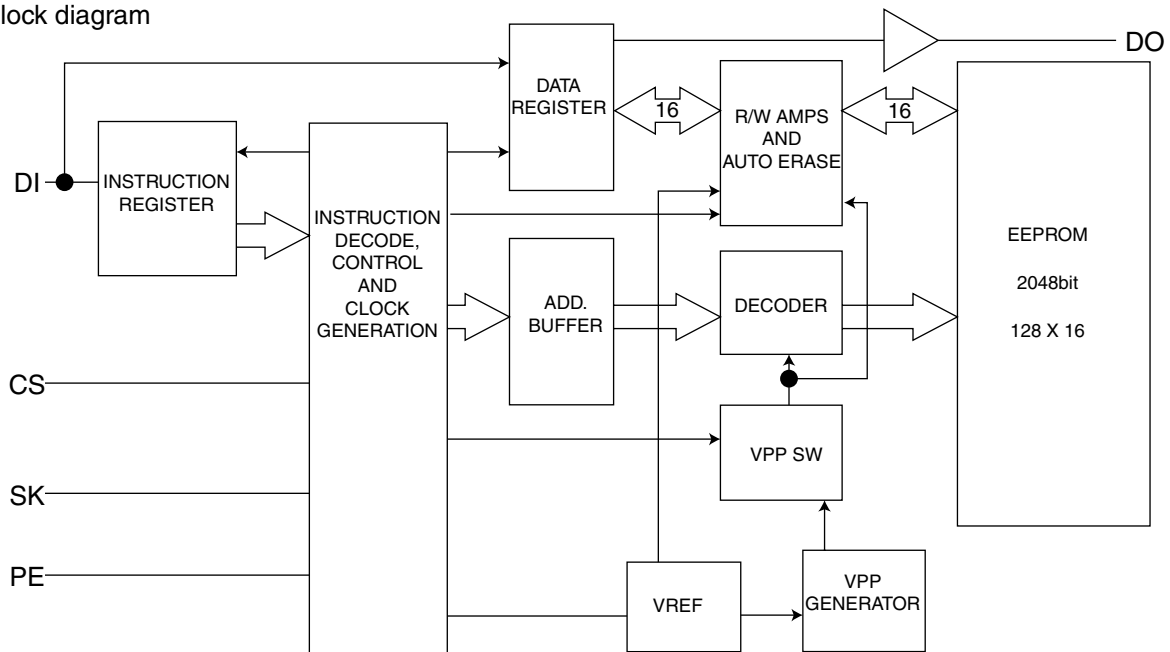 lock diagram
DO
DATA
REGISTER
16
R/W AMPS
AND
AUTO ERASE
16
DI
INSTRUCTION
REGISTER
INSTRUCTION
DECODE,
CONTROL
AND
CLOCK
GENERATION
ADD.
BUFFER
DECODER
EEPROM
2048bit
128 X 16
CS
VPP SW
SK
PE
VREF
VPP
GENERATOR